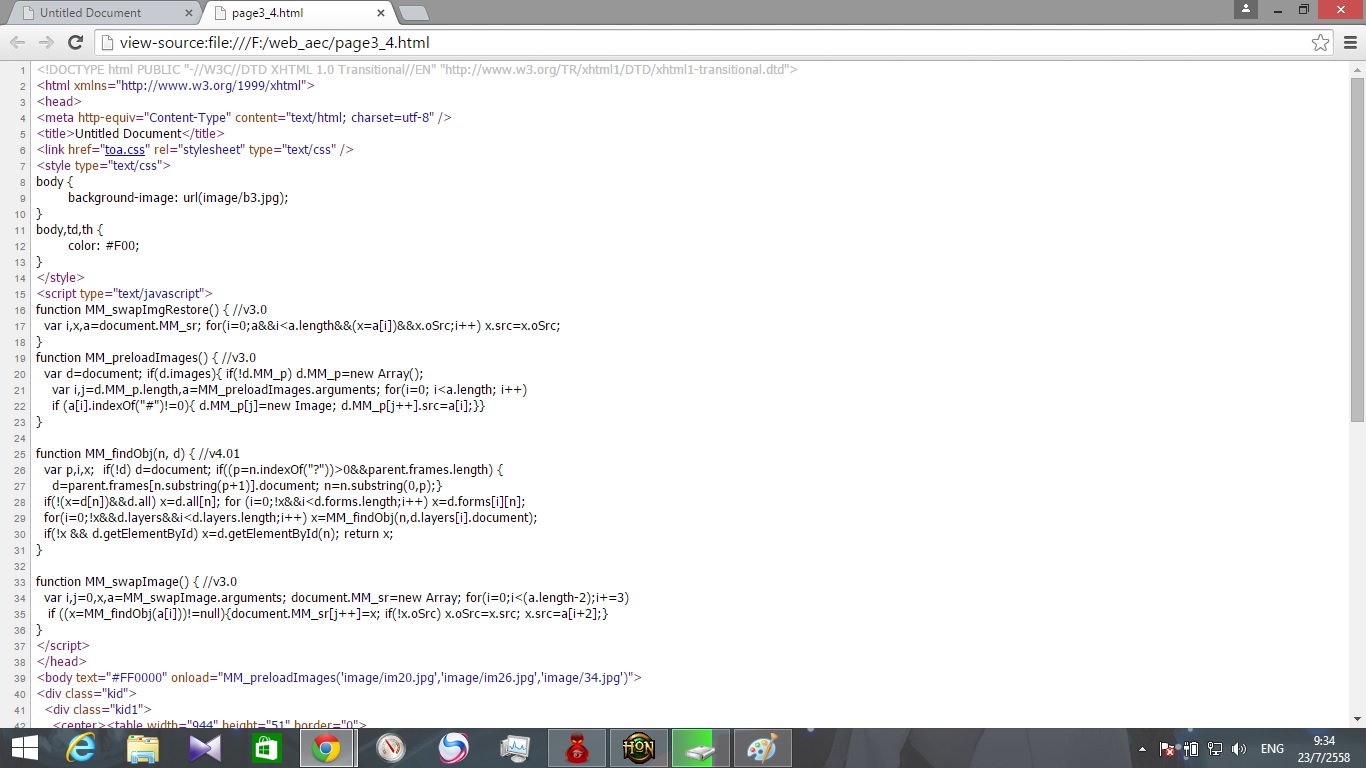 Untitled Document
page3_4.html
view-source:file:///F:/web_aec/page3_4.html
1 <!DOCTYPE html PUBLIC "-//W3C//DTD XHTML 1.0 Transitional//EN" "http://www.w3.org/TR/xhtml1/DTD/xhtml1-transitional.dtd">
2 <html xmlns="http://www.w3.org/1999/xhtml">
3 <head>
4 <meta http-equiv="Content-Type" content="text/html; charset=utf-8" />
5 <title>Untitled Document</title>
6 <link href="toa.css" rel="stylesheet" type="text/css" />
7 <style type="text/css">
8 body {
9 background-image: url(image/b3.jpg);
10 }
11 body,td,th {
12 color: #F00;
13 }
14 </style>
15 <script type="text/javascript">
16 function MM_swapImgRestore() { //v3.0
17 var i,x,a=document.MM_sr; for(i=0;a&&i<a.length&&(x=a[i])&&x.oSrc;i++) x.src=x.oSrc;
18 }
19 function MM_preloadImages() { //v3.0
20 var d=document; if(d.images){ if(!d.MM_p) d.MM_p=new Array();
21 var i,j=d.MM_p.length,a=MM_preloadImages.arguments; for(i=0; i<a.length; i++)
22 if (a[i].indexOf("#")!=0){ d.MM_p[j]=new Image; d.MM_p[j++].src=a[i];}}
23 }
24
25 function MM_findObj(n, d) { //v4.01
26 var p,i,x;  if(!d) d=document; if((p=n.indexOf("?"))>0&&parent.frames.length) {
27 d=parent.frames[n.substring(p+1)].document; n=n.substring(0,p);}
28 if(!(x=d[n])&&d.all) x=d.all[n]; for (i=0;!x&&i<d.forms.length;i++) x=d.forms[i][n];
29 for(i=0;!x&&d.layers&&i<d.layers.length;i++) x=MM_findObj(n,d.layers[i].document);
30 if(!x && d.getElementById) x=d.getElementById(n); return x;
31 }
32
33 function MM_swapImage() { //v3.0
34 var i,j=0,x,a=MM_swapImage.arguments; document.MM_sr=new Array; for(i=0;i<(a.length-2);i+=3)
35 if ((x=MM_findObj(a[i]))!=null){document.MM_sr[j++]=x; if(!x.oSrc) x.oSrc=x.src; x.src=a[i+2];}
36 }
37 </script>
38 </head>
39 <body text="#FF0000" onload="MM_preloadImages('image/im20.jpg','image/im26.jpg','image/34.jpg')">
40 <div class="kid">
41 <div class="kid1">
42 <center><table width="944" height="51" border="0">
HON
ENG
9:34
23/7/2558